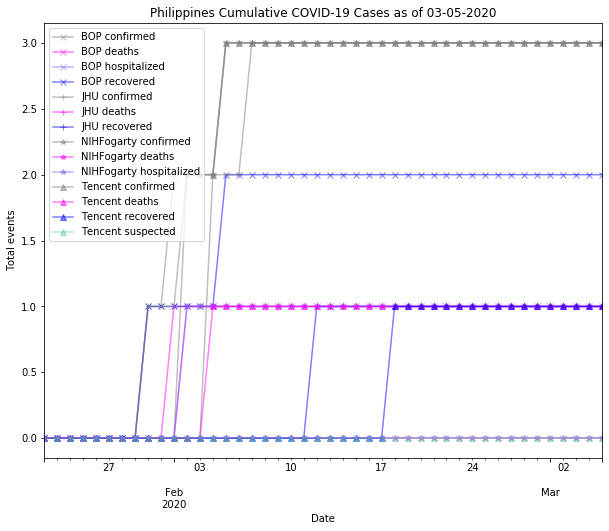 Philippines Cumulative COVID-19 Cases as of 03-05-2020
BOP confirmed
BOP deaths
BOP hospitalized
BOP recovered
JHU confirmed
JHU deaths
JHU recovered
NIHFogarty confirmed
NIHFogarty deaths
NIHFogarty hospitalized
Tencent confirmed
Tencent deaths
Tencent recovered
Tencent suspected
3.0
2.5
2.0
1.5
1.0
0.5
0.0
Total events
27 03 10 17 24 02
Feb Mar
2020
Date